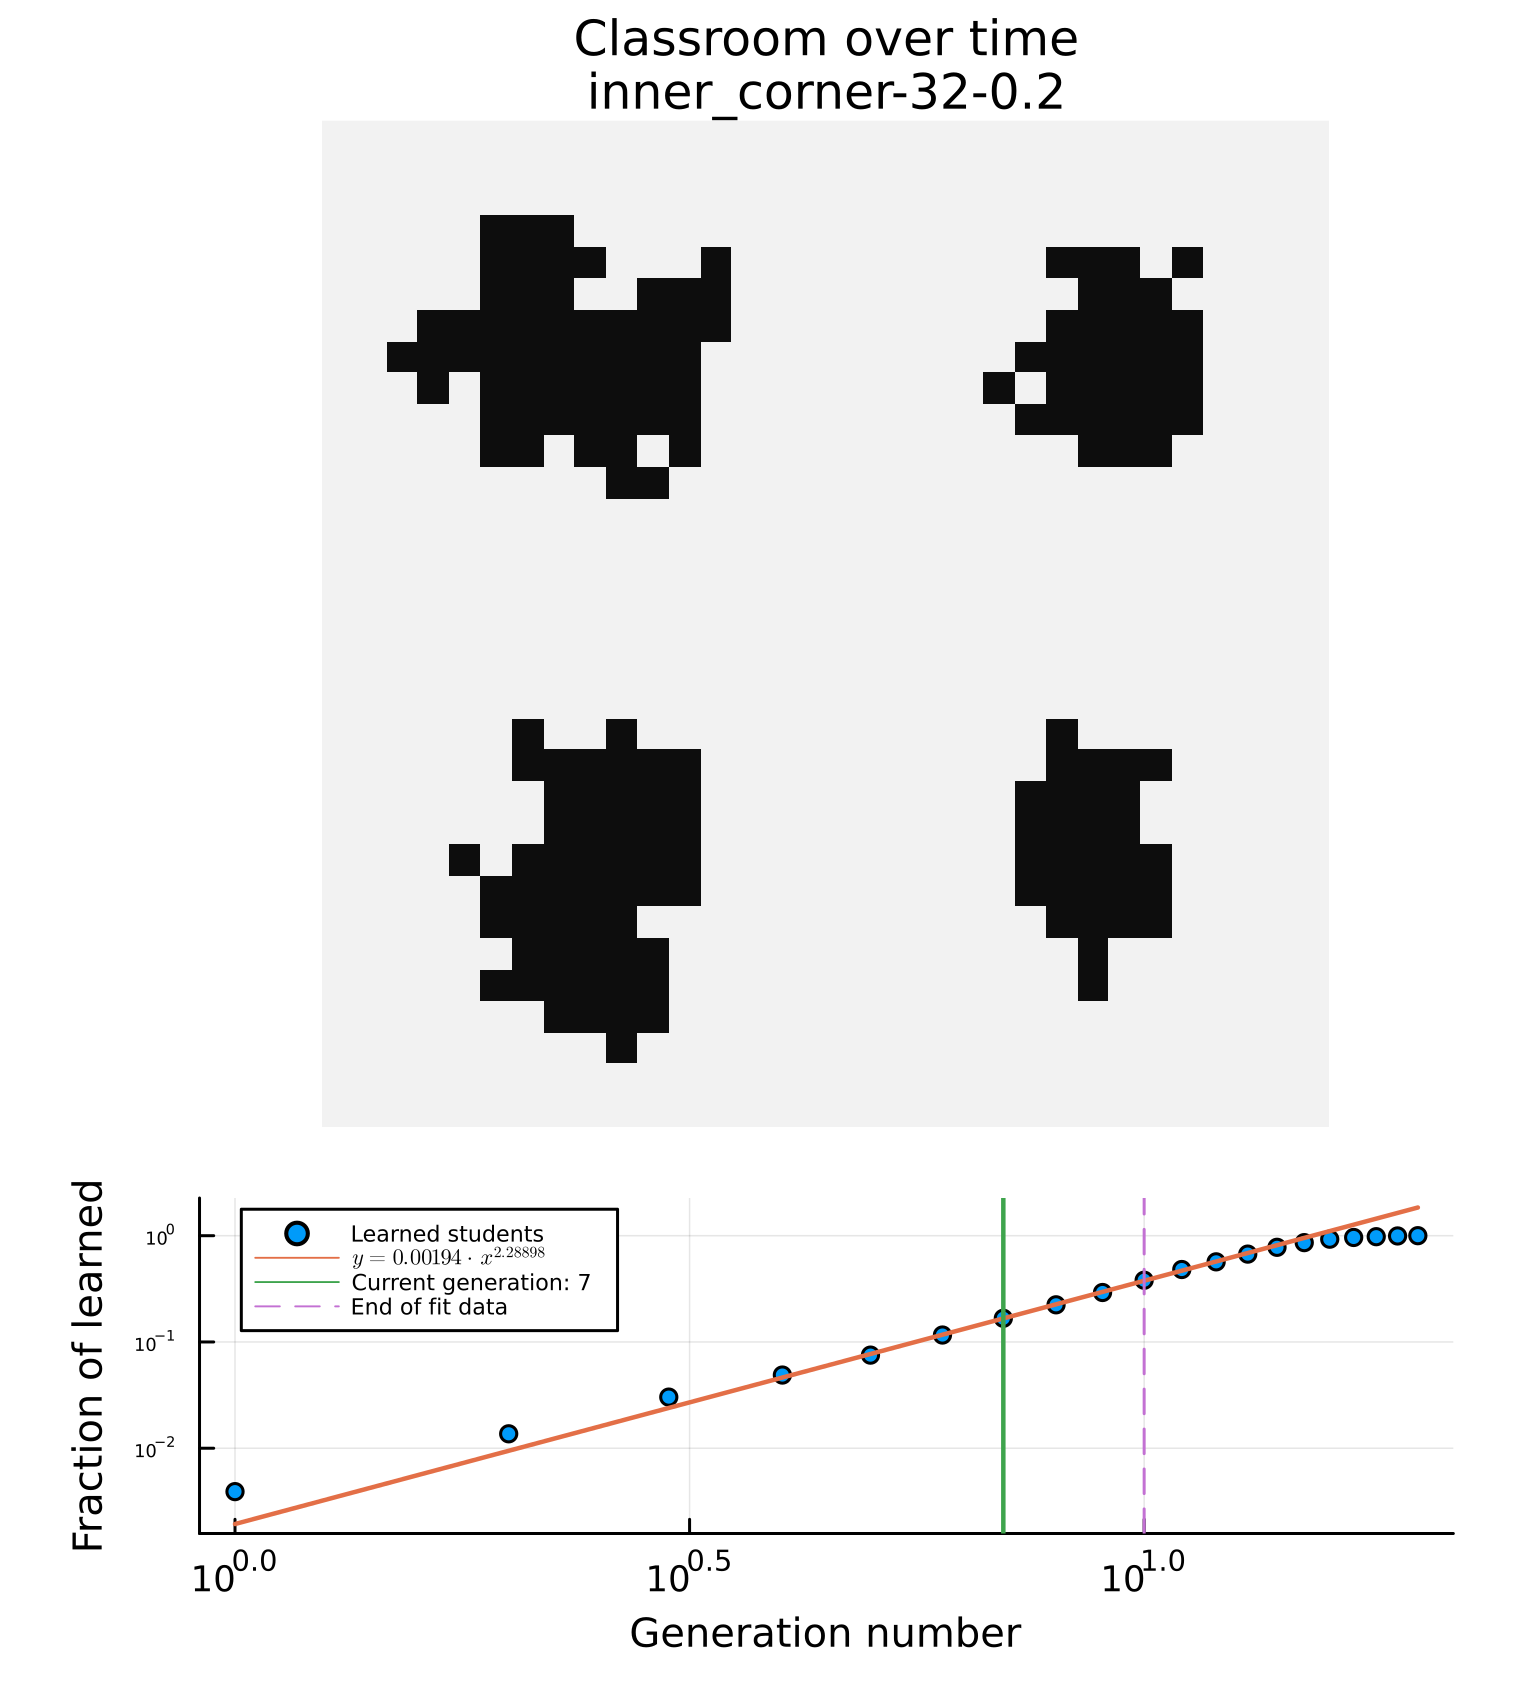 Classroom over time
inner_corner-32-0.2
Fraction of learned
10⁰
10⁻¹
10⁻²
Learned students
y = 0.00194 · x^2.28898
Current generation: 7
End of fit data
10^0.0
10^0.5
10^1.0
Generation number